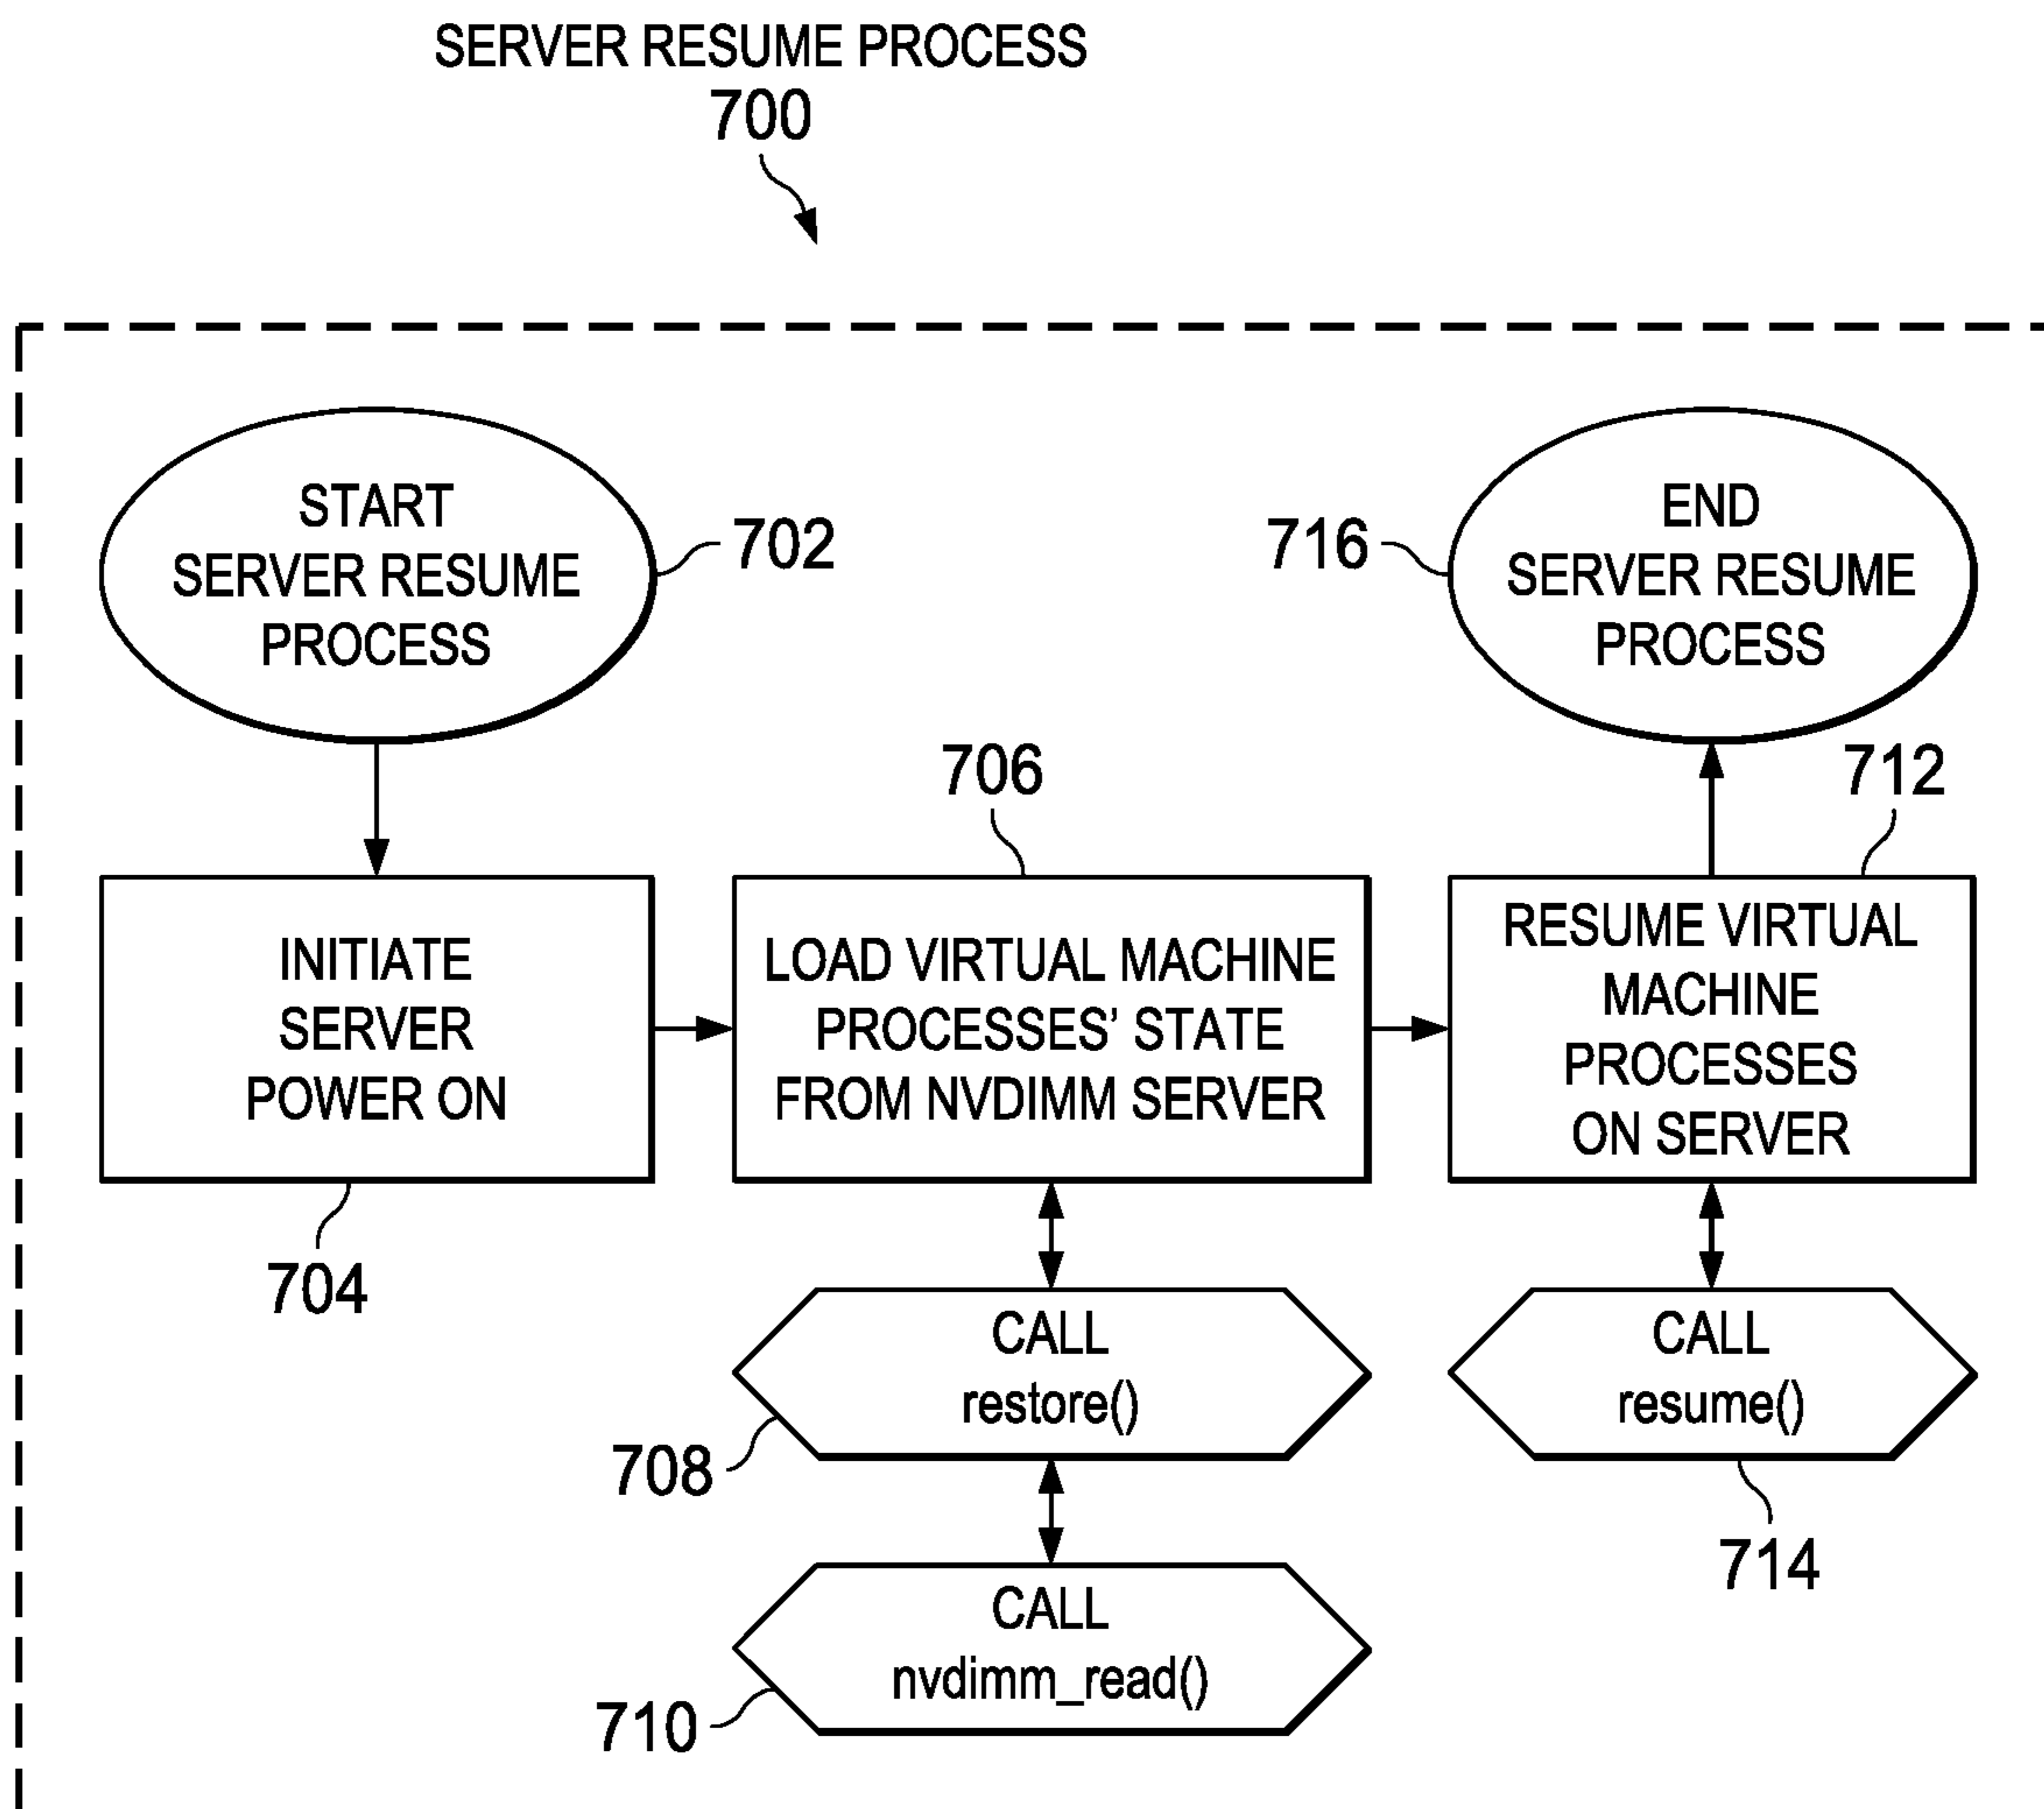 SERVER RESUME PROCESS
700
START
SERVER RESUME
PROCESS
702
716
END
SERVER RESUME
PROCESS
706
712
INITIATE
SERVER
POWER ON
704
LOAD VIRTUAL MACHINE
PROCESSES’ STATE
FROM NVDIMM SERVER
RESUME VIRTUAL
MACHINE
PROCESSES
ON SERVER
CALL
restore()
708
CALL
resume()
714
CALL
nvdimm_read()
710